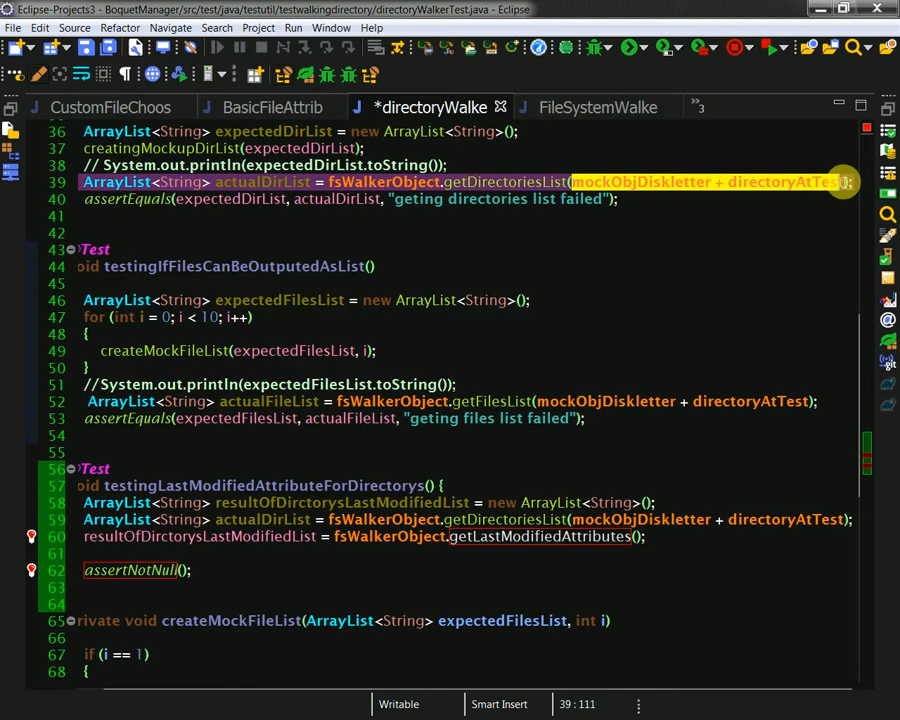 Eclipse-Projects3 - BoquetManager/src/test/java/testutil/testwalkingdirectory/directoryWalkerTest.java - Eclipse
File Edit Source Refactor Navigate Search Project Run Window Help
CustomFileChoos BasicFileAttrib *directoryWalke FileSystemWalke »3
36 ArrayList<String> expectedDirList = new ArrayList<String>();
37 creatingMockupDirList(expectedDirList);
38 // System.out.println(expectedDirList.toString());
39 ArrayList<String> actualDirList = fsWalkerObject.getDirectoriesList(mockObjDiskletter + directoryAtTest);
40 assertEquals(expectedDirList, actualDirList, "geting directories list failed");
41
42
43 Test
44 oid testingIfFilesCanBeOutputedAsList()
45
46 ArrayList<String> expectedFilesList = new ArrayList<String>();
47 for (int i = 0; i < 10; i++)
48 {
49 createMockFileList(expectedFilesList, i);
50 }
51 //System.out.println(expectedFilesList.toString());
52 ArrayList<String> actualFileList = fsWalkerObject.getFilesList(mockObjDiskletter + directoryAtTest);
53 assertEquals(expectedFilesList, actualFileList, "geting files list failed");
54
55
56 Test
57 oid testingLastModifiedAttributeForDirectorys() {
58 ArrayList<String> resultOfDirctorysLastModifiedList = new ArrayList<String>();
59 ArrayList<String> actualDirList = fsWalkerObject.getDirectoriesList(mockObjDiskletter + directoryAtTest);
60 resultOfDirctorysLastModifiedList = fsWalkerObject.getLastModifiedAttributes();
61
62 assertNotNull();
63
64
65 rivate void createMockFileList(ArrayList<String> expectedFilesList, int i)
66
67 if (i == 1)
68 {
Writable Smart Insert 39 : 111